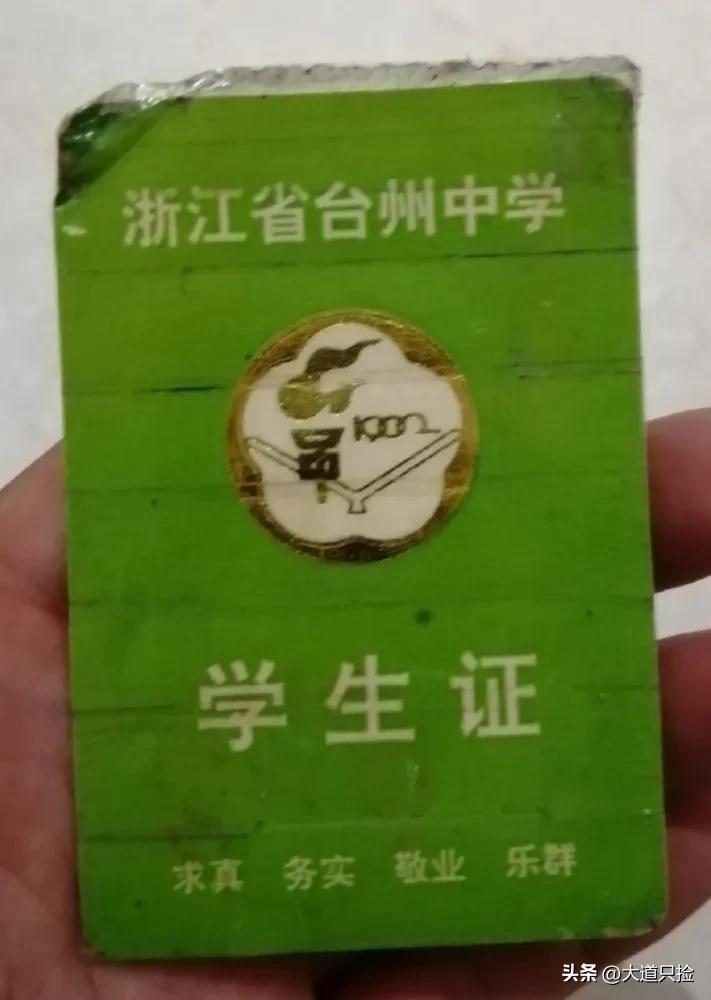 浙江省台州中学
学生证
求真 务实 敬业 乐群
头条 @大道只捡